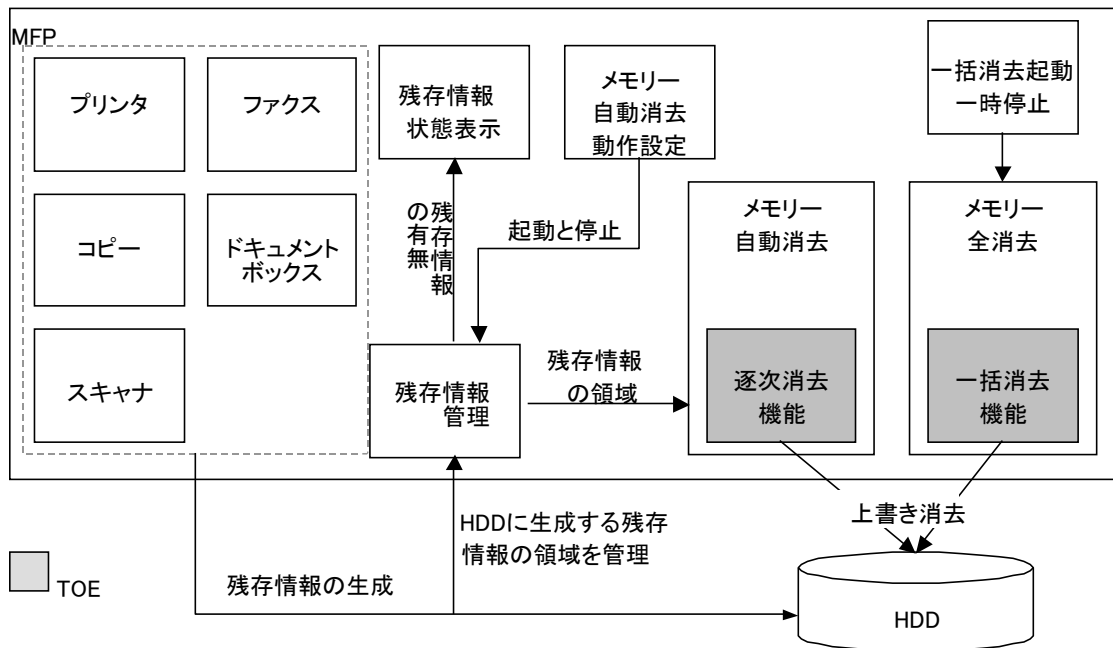 MFP
プリンタ
ファクス
コピー
ドキュメント
ボックス
スキャナ
残存情報
状態表示
メモリー
自動消去
動作設定
一括消去起動
一時停止
残存情報
の有無
起動と停止
メモリー
自動消去
メモリー
全消去
残存情報
管理
残存情報
の領域
逐次消去
機能
一括消去
機能
上書き消去
HDDに生成する残存
情報の領域を管理
残存情報の生成
TOE
HDD